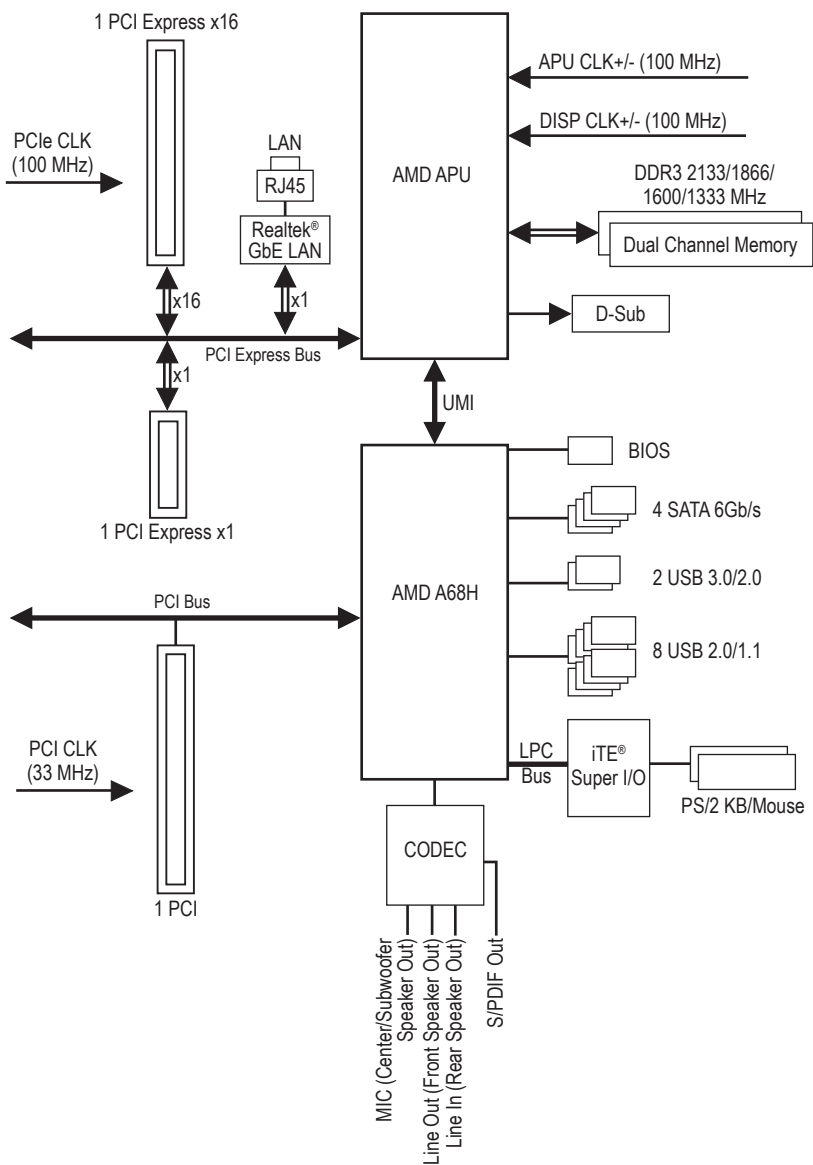 1 PCI Express x16
PCIe CLK
(100 MHz)
LAN
RJ45
Realtek®
GbE LAN
x16
x1
PCI Express Bus
x1
1 PCI Express x1
AMD APU
APU CLK+/- (100 MHz)
DISP CLK+/- (100 MHz)
DDR3 2133/1866/
1600/1333 MHz
Dual Channel Memory
D-Sub
UMI
AMD A68H
BIOS
4 SATA 6Gb/s
2 USB 3.0/2.0
8 USB 2.0/1.1
PCI Bus
PCI CLK
(33 MHz)
1 PCI
LPC
Bus
iTE®
Super I/O
PS/2 KB/Mouse
CODEC
MIC (Center/Subwoofer
Speaker Out)
Line Out (Front Speaker Out)
Line In (Rear Speaker Out)
S/PDIF Out